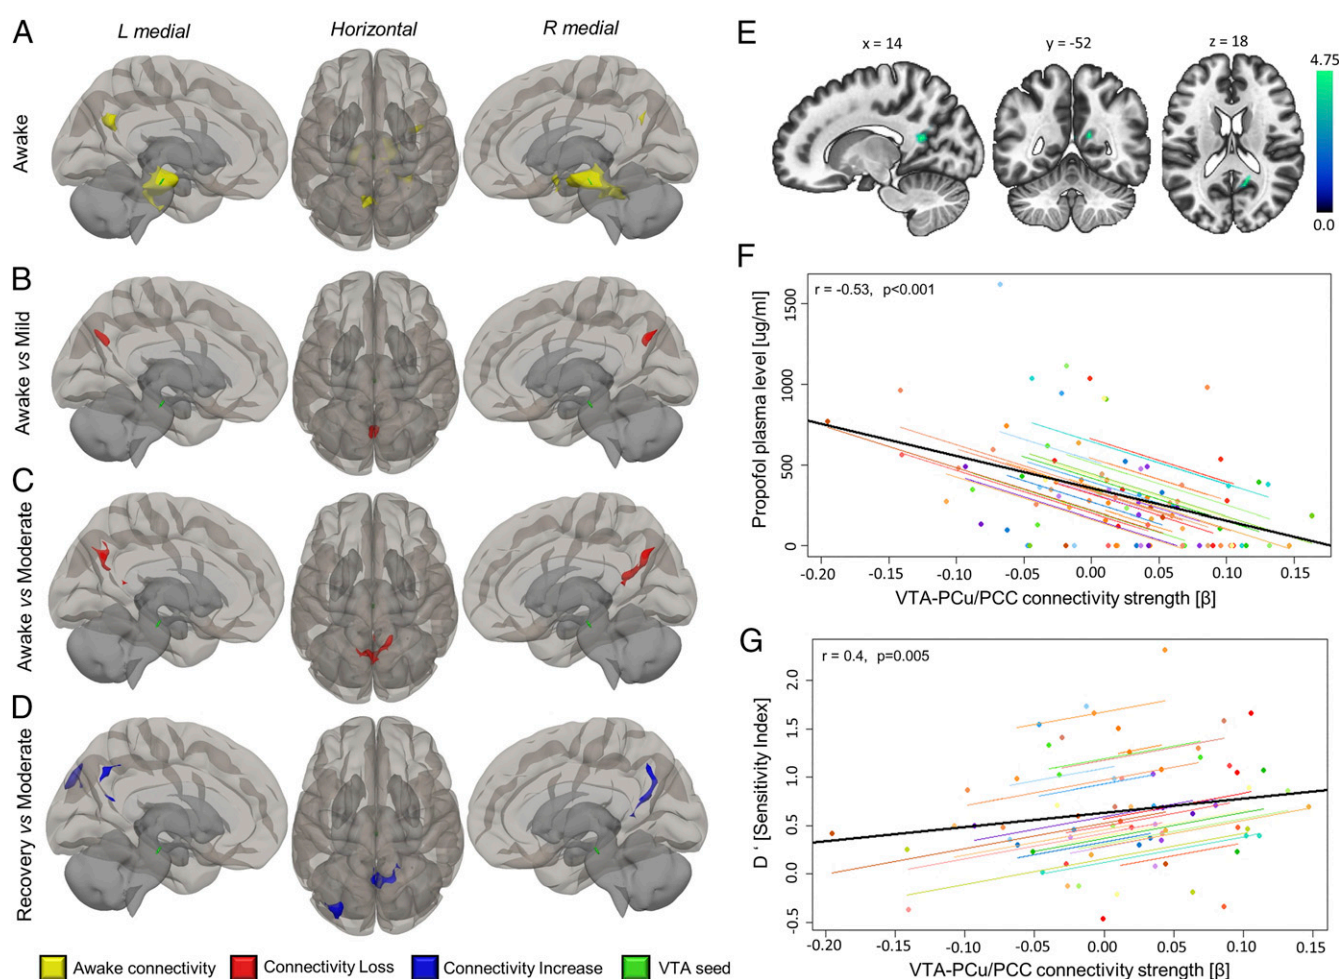 A
L medial
Horizontal
R medial
Awake
B
Awake vs Mild
C
Awake vs Moderate
D
Recovery vs Moderate
Awake connectivity
Connectivity Loss
Connectivity Increase
VTA seed
E
x = 14
y = -52
z = 18
4.75
0.0
F
r = -0.53, p<0.001
Propofol plasma level [ug/ml]
1500
1000
500
0
-0.20 -0.15 -0.10 -0.05 0.00 0.05 0.10 0.15
VTA-PCu/PCC connectivity strength [β]
G
r = 0.4, p=0.005
D ' [Sensitivity Index]
2.0
1.5
1.0
0.5
0.0
-0.5
-0.20 -0.15 -0.10 -0.05 0.00 0.05 0.10 0.15
VTA-PCu/PCC connectivity strength [β]